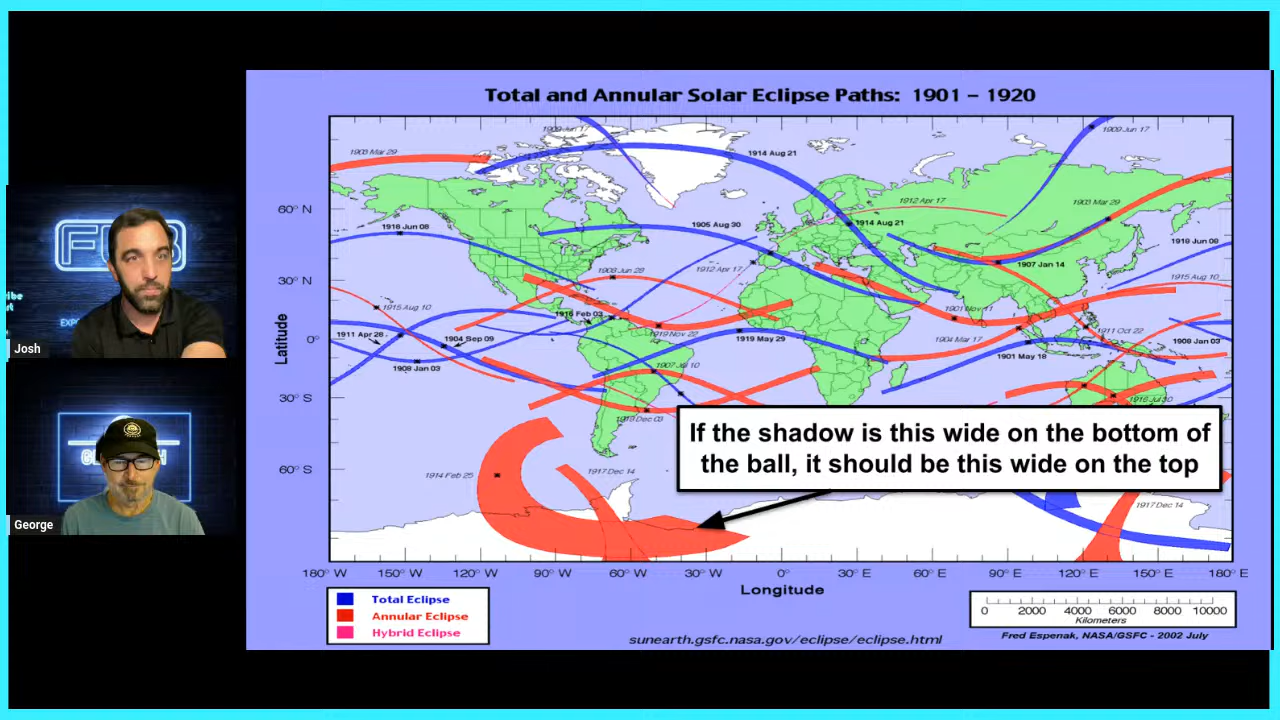 Total and Annular Solar Eclipse Paths: 1901 – 1920
1909 Jun 17
1909 Jun 17
1903 Mar 29
1914 Aug 21
1912 Apr 17
1903 Mar 29
60° N
1918 Jun 08
1905 Aug 30
1914 Aug 21
1918 Jun 08
1908 Jun 28
1912 Apr 17
1907 Jan 14
1915 Aug 10
30° N
1915 Aug 10
1916 Feb 03
1901 Nov 11
Latitude
1911 Apr 28
1904 Sep 09
1919 Nov 22
1919 May 29
1904 Mar 17
1911 Oct 22
1908 Jan 03
0°
1908 Jan 03
1907 Jul 10
1901 May 18
30° S
1916 Jul 30
If the shadow is this wide on the bottom of
the ball, it should be this wide on the top
60° S
1914 Feb 25
1917 Dec 14
1917 Dec 14
180° W
150° W
120° W
90° W
60° W
30° W
0°
30° E
60° E
90° E
120° E
150° E
180° E
Longitude
Total Eclipse
Annular Eclipse
Hybrid Eclipse
0 2000 4000 6000 8000 10000
Kilometers
sunearth.gsfc.nasa.gov/eclipse/eclipse.html
Fred Espenak, NASA/GSFC - 2002 July
Josh
George